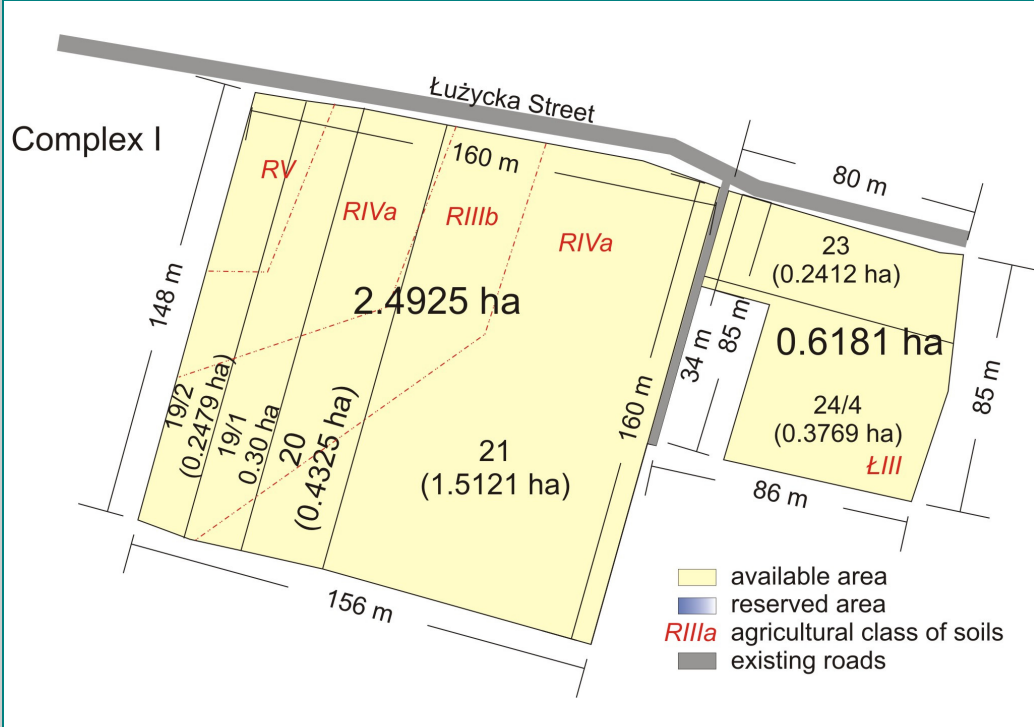 Complex I
Łużycka Street
160 m
80 m
RV
RIVa
RIIIb
RIVa
148 m
2.4925 ha
23
(0.2412 ha)
0.6181 ha
34 m
85 m
85 m
19/2
(0.2479 ha)
19/1
0.30 ha
20
(0.4325 ha)
21
(1.5121 ha)
160 m
24/4
(0.3769 ha)
ŁIII
86 m
156 m
available area
reserved area
RIIIa agricultural class of soils
existing roads